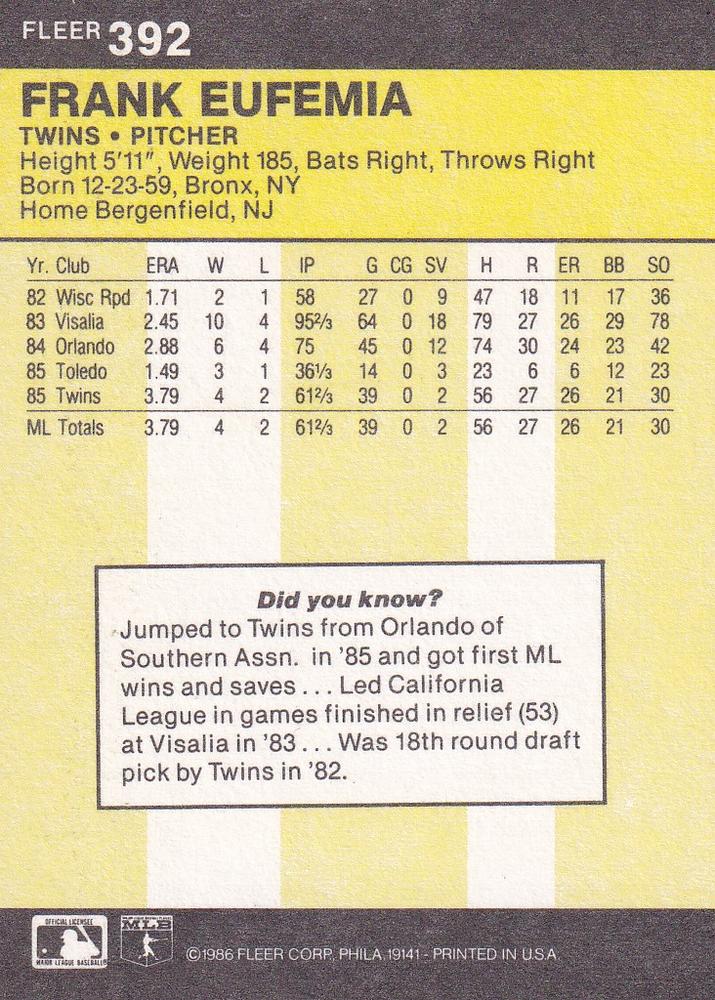 FLEER 392
FRANK EUFEMIA
TWINS • PITCHER
Height 5'11", Weight 185, Bats Right, Throws Right
Born 12-23-59, Bronx, NY
Home Bergenfield, NJ
Yr. Club ERA W L IP G CG SV H R ER BB SO
82 Wisc Rpd 1.71 2 1 58 27 0 9 47 18 11 17 36
83 Visalia 2.45 10 4 95⅔ 64 0 18 79 27 26 29 78
84 Orlando 2.88 6 4 75 45 0 12 74 30 24 23 42
85 Toledo 1.49 3 1 36⅓ 14 0 3 23 6 6 12 23
85 Twins 3.79 4 2 61⅔ 39 0 2 56 27 26 21 30
ML Totals 3.79 4 2 61⅔ 39 0 2 56 27 26 21 30
Did you know?
Jumped to Twins from Orlando of
Southern Assn. in '85 and got first ML
wins and saves . . . Led California
League in games finished in relief (53)
at Visalia in '83 . . . Was 18th round draft
pick by Twins in '82.
OFFICIAL LICENSEE
MAJOR LEAGUE BASEBALL
MLB
©1986 FLEER CORP. PHILA. 19141 - PRINTED IN U.S.A.